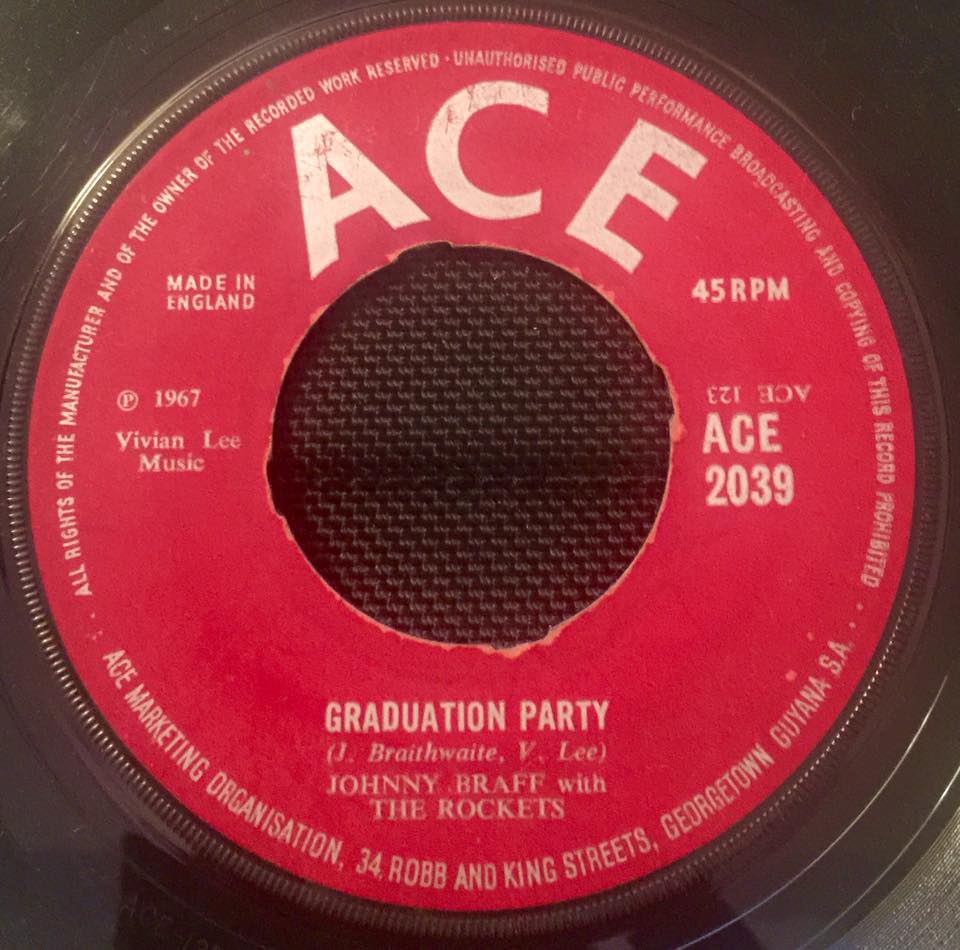 ALL RIGHTS OF THE MANUFACTURER AND OF THE OWNER OF THE RECORDED WORK RESERVED · UNAUTHORISED PUBLIC PERFORMANCE BROADCASTING AND COPYING OF THIS RECORD PROHIBITED
ACE
MADE IN
ENGLAND
45 RPM
℗ 1967
Vivian Lee
Music
ACE 123
ACE
2039
GRADUATION PARTY
(J. Braithwaite, V. Lee)
JOHNNY BRAFF with
THE ROCKETS
ACE MARKETING ORGANISATION, 34, ROBB AND KING STREETS, GEORGETOWN GUYANA S.A.